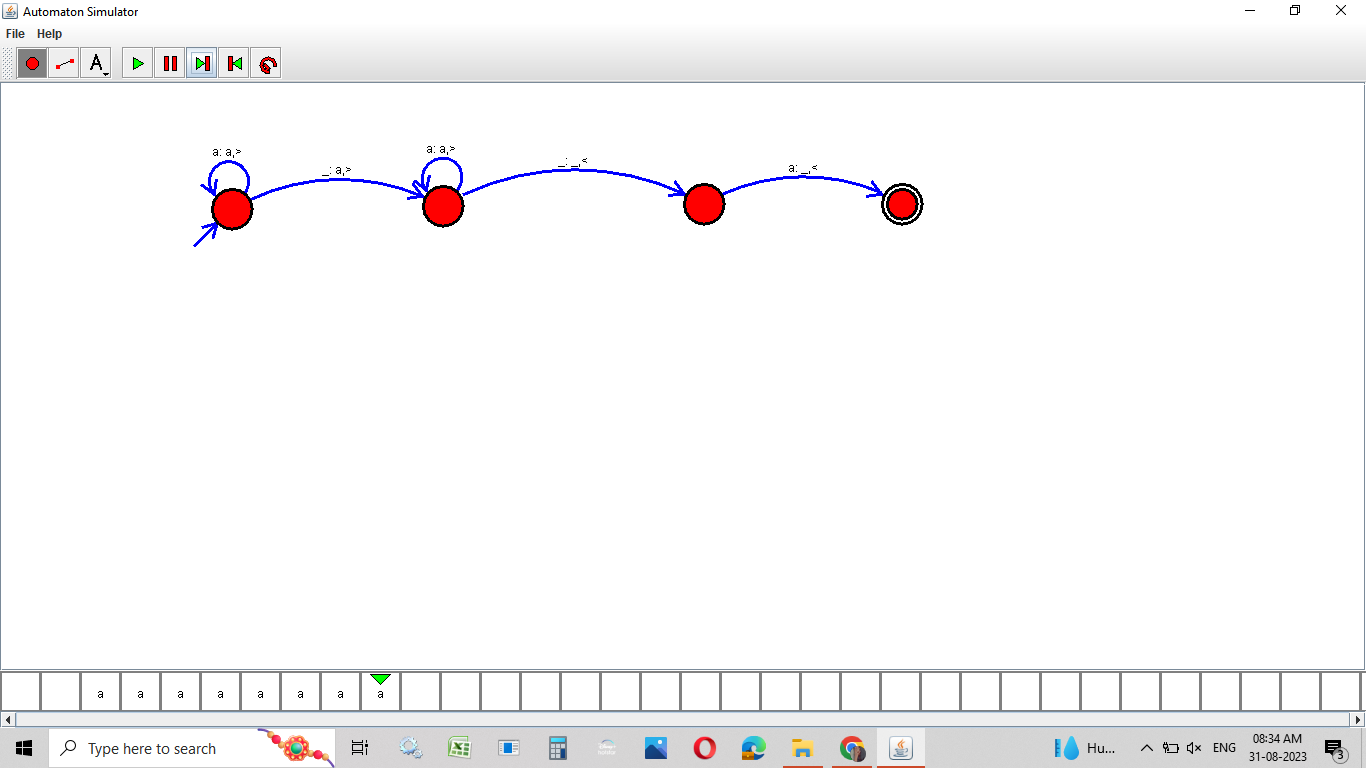 Automaton Simulator
File Help
A
a: a,>
a: a,>
_: a,>
_: _,<
a: _,<
a a a a a a a a
Type here to search
Hu...
ENG
08:34 AM
31-08-2023
3